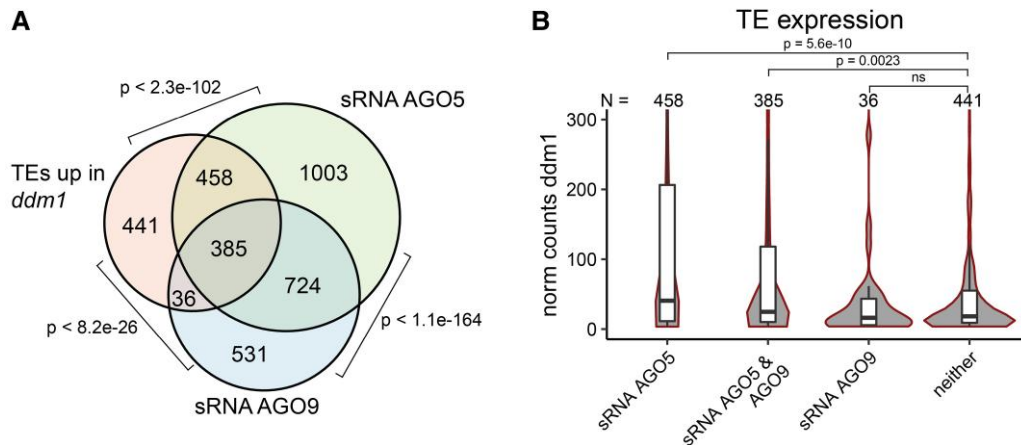 A
p < 2.3e-102
sRNA AGO5
TEs up in
ddm1
458
1003
441
385
724
36
p < 8.2e-26
p < 1.1e-164
531
sRNA AGO9
B
TE expression
p = 5.6e-10
p = 0.0023
ns
N = 458 385 36 441
norm counts ddm1
300
200
100
0
sRNA AGO5
sRNA AGO5 &
AGO9
sRNA AGO9
neither